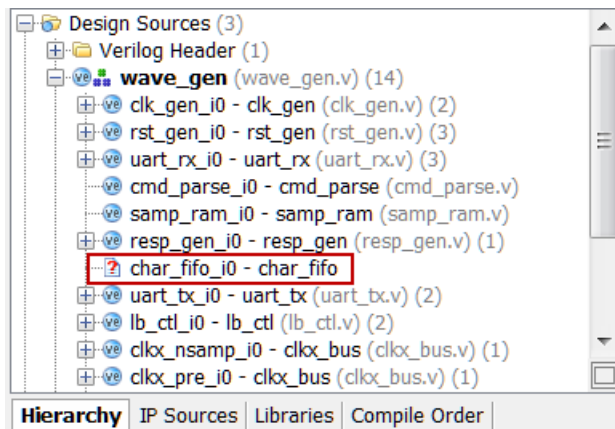 Design Sources (3)
Verilog Header (1)
wave_gen (wave_gen.v) (14)
clk_gen_i0 - clk_gen (clk_gen.v) (2)
rst_gen_i0 - rst_gen (rst_gen.v) (3)
uart_rx_i0 - uart_rx (uart_rx.v) (3)
cmd_parse_i0 - cmd_parse (cmd_parse.v)
samp_ram_i0 - samp_ram (samp_ram.v)
resp_gen_i0 - resp_gen (resp_gen.v) (1)
char_fifo_i0 - char_fifo
uart_tx_i0 - uart_tx (uart_tx.v) (2)
lb_ctl_i0 - lb_ctl (lb_ctl.v) (2)
clkx_nsamp_i0 - clkx_bus (clkx_bus.v) (1)
clkx_pre_i0 - clkx_bus (clkx_bus.v) (1)
Hierarchy IP Sources Libraries Compile Order